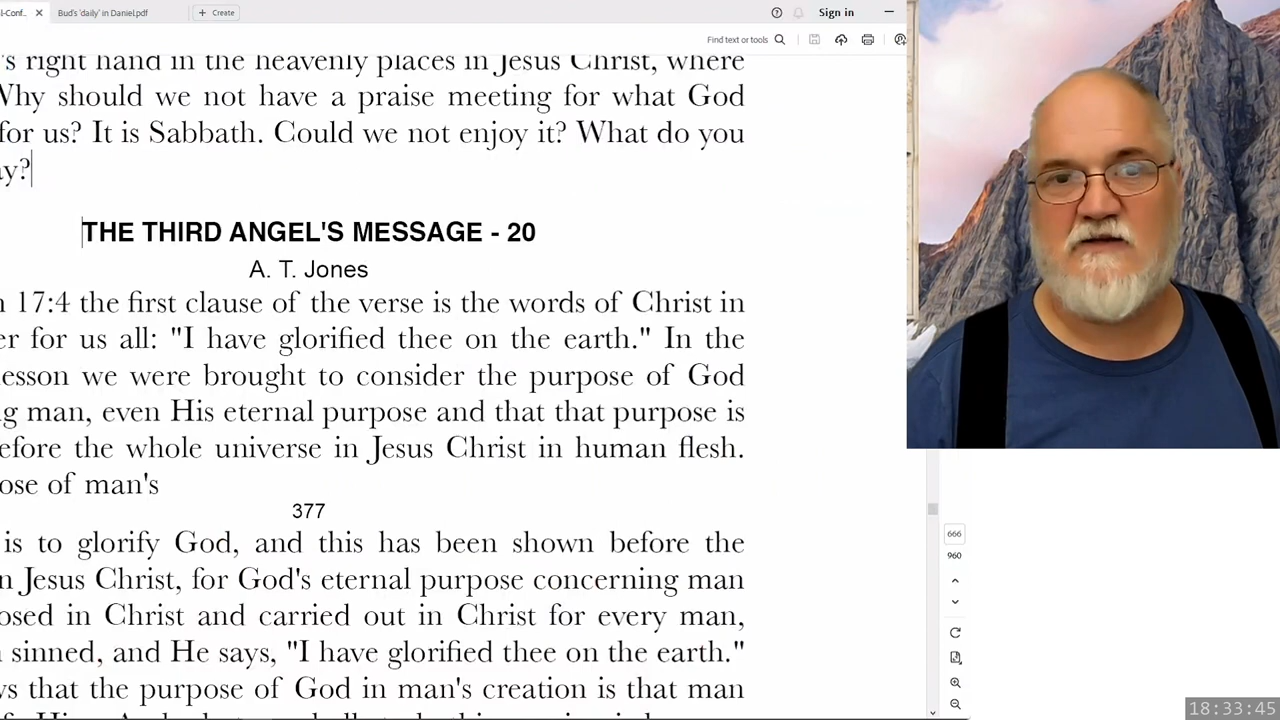 l-Conf...
Bud's 'daily' in Daniel.pdf
+ Create
Sign in
Find text or tools
's right hand in the heavenly places in Jesus Christ, where
Why should we not have a praise meeting for what God
for us? It is Sabbath. Could we not enjoy it? What do you
ay?
THE THIRD ANGEL'S MESSAGE - 20
A. T. Jones
n 17:4 the first clause of the verse is the words of Christ in
er for us all: "I have glorified thee on the earth." In the
lesson we were brought to consider the purpose of God
ng man, even His eternal purpose and that that purpose is
efore the whole universe in Jesus Christ in human flesh.
ose of man's
377
is to glorify God, and this has been shown before the
n Jesus Christ, for God's eternal purpose concerning man
osed in Christ and carried out in Christ for every man,
n sinned, and He says, "I have glorified thee on the earth."
ws that the purpose of God in man's creation is that man
666
960
18:33:45